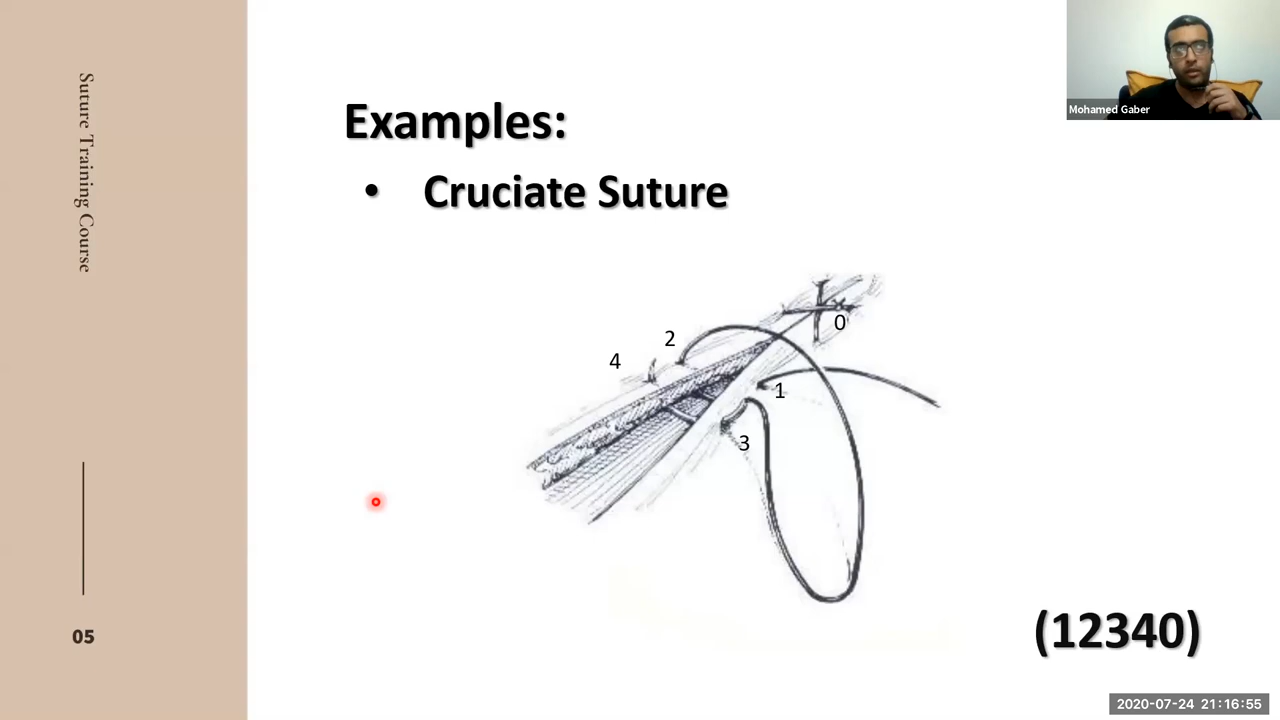 Suture Training Course
05
Examples:
• Cruciate Suture
0
2
4
1
3
(12340)
Mohamed Gaber
2020-07-24 21:16:55